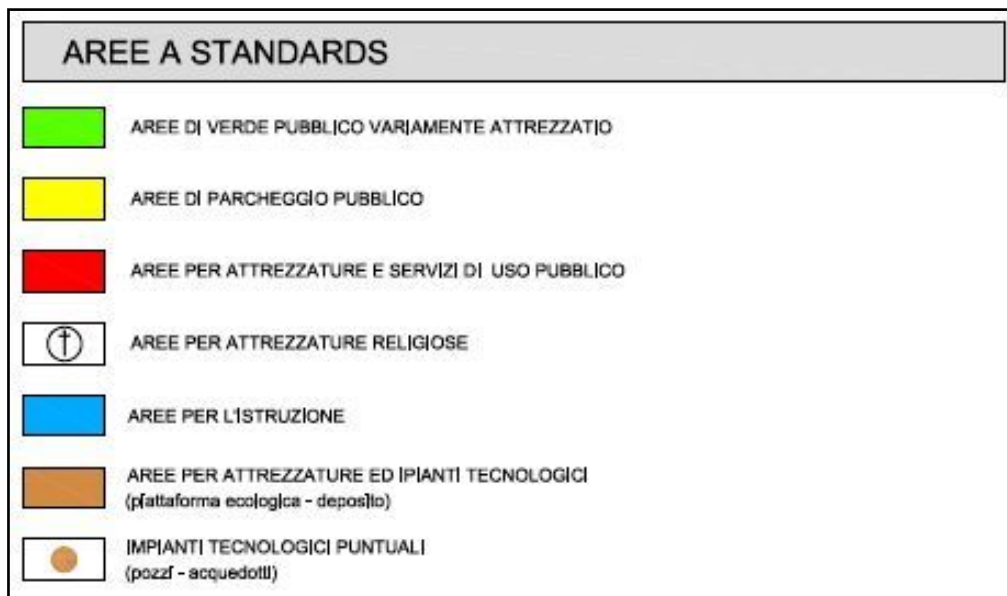 AREE A STANDARDS
AREE DI VERDE PUBBLICO VARIAMENTE ATTREZZATIO
AREE DI PARCHEGGIO PUBBLICO
AREE PER ATTREZZATURE E SERVIZI DI USO PUBBLICO
AREE PER ATTREZZATURE RELIGIOSE
AREE PER L'ISTRUZIONE
AREE PER ATTREZZATURE ED IPIANTI TECNOLOGICI
(piattaforma ecologica - deposito)
IMPIANTI TECNOLOGICI PUNTUALI
(pozzi - acquedotti)